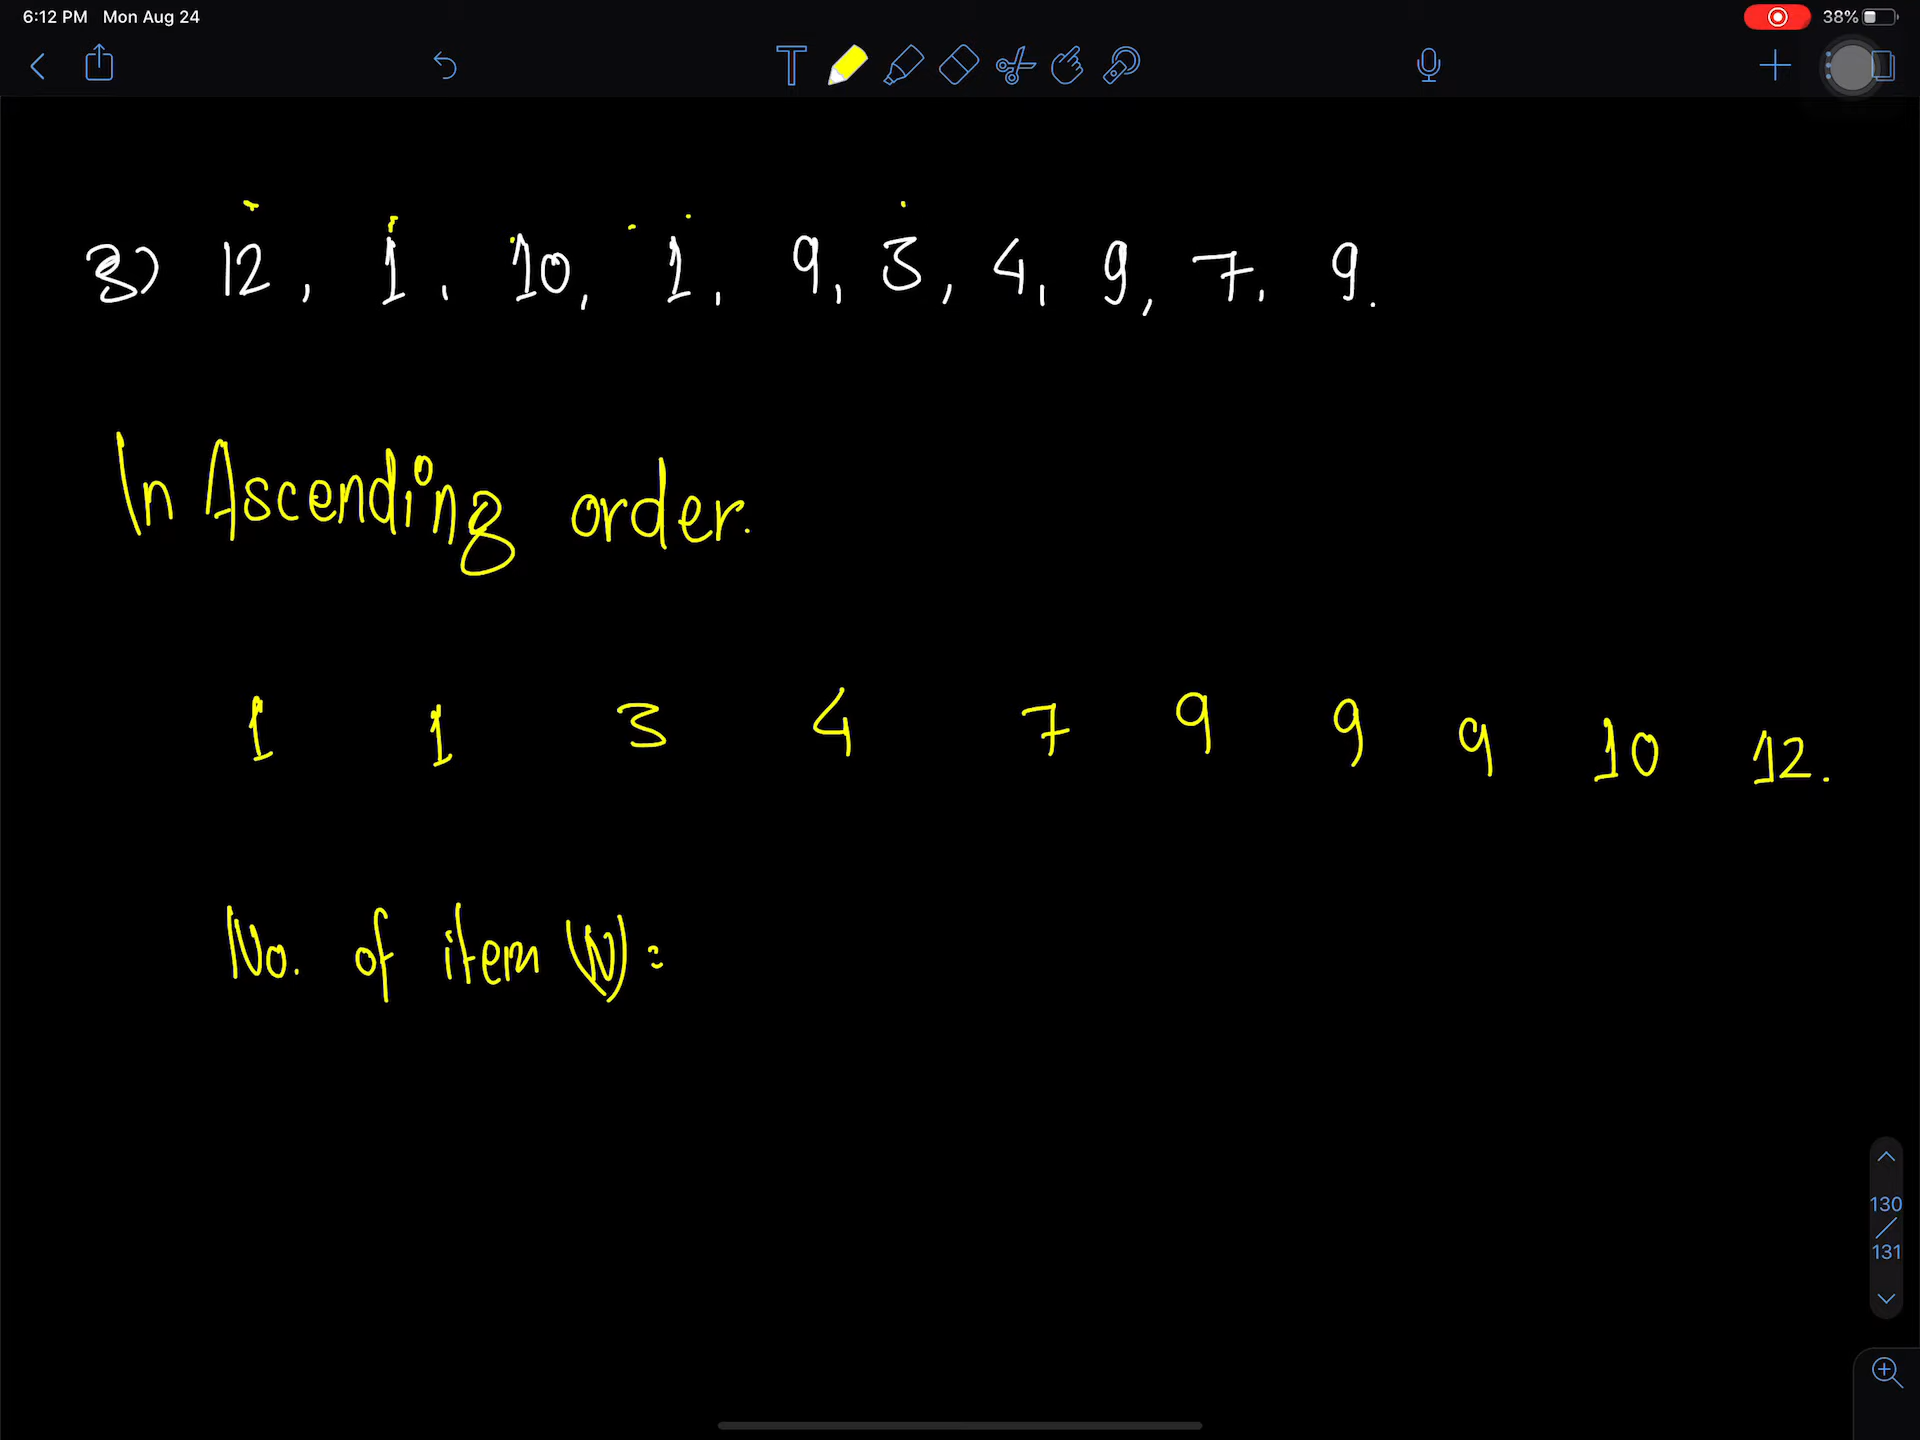 6:12 PM Mon Aug 24 38%
3) 12, 1, 10, 1, 9, 3, 4, 9, 7, 9.
In Ascending order.
1 1 3 4 7 9 9 9 10 12.
No. of item (N) =
130
131